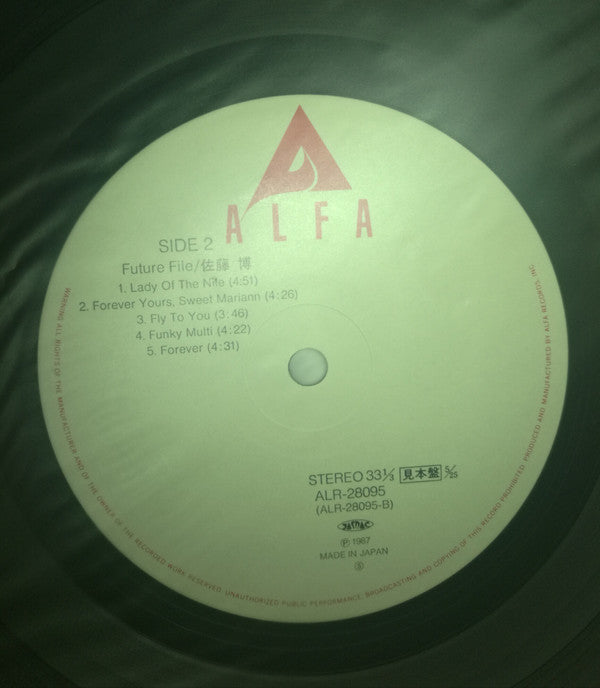 ALFA
SIDE 2
Future File/佐藤 博
1. Lady Of The Nite (4:51)
2. Forever Yours, Sweet Mariann (4:26)
3. Fly To You (3:46)
4. Funky Multi (4:22)
5. Forever (4:31)
STEREO 33⅓ 見本盤 5/25
ALR-28095
(ALR-28095-B)
JASRAC
Ⓟ 1987
MADE IN JAPAN
Ⓢ
WARNING: ALL RIGHTS OF THE MANUFACTURER AND OF THE OWNER OF THE RECORDED WORK RESERVED. UNAUTHORIZED PUBLIC PERFORMANCE, BROADCASTING AND COPYING OF THIS RECORD PROHIBITED. PRODUCED AND MANUFACTURED BY ALFA RECORDS, INC.